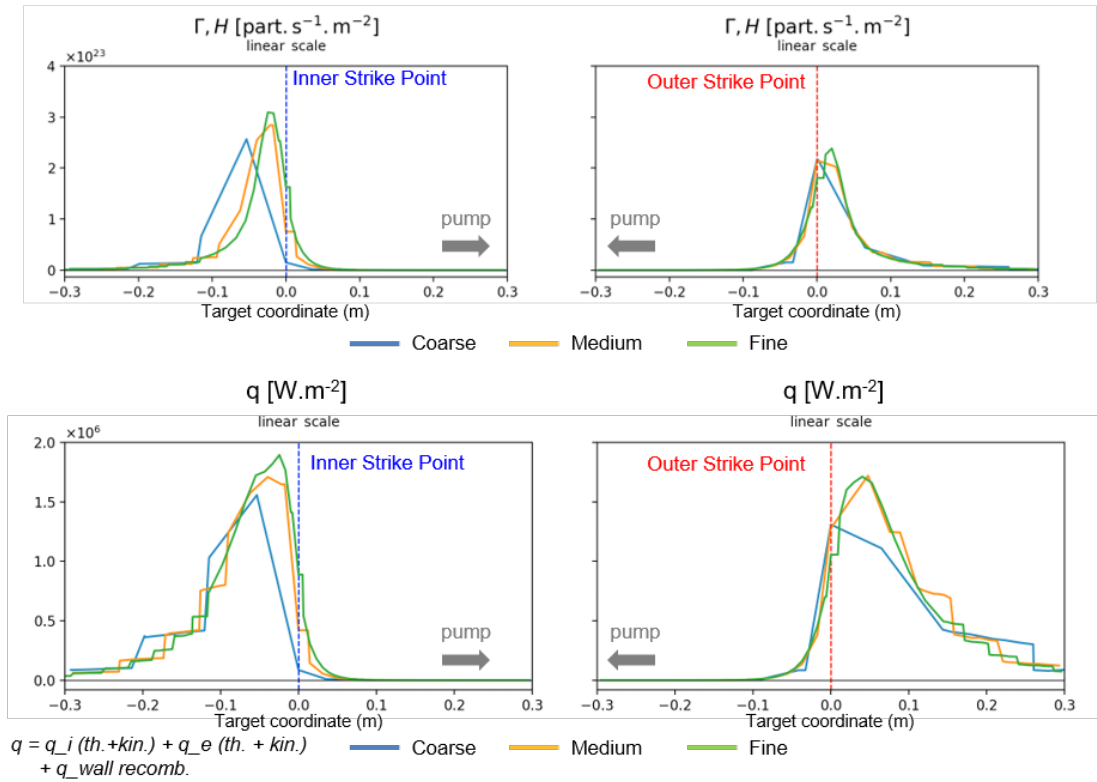 Γ, H [part. s⁻¹. m⁻²]
linear scale
×10²³
Inner Strike Point
pump
4
3
2
1
0
−0.3 −0.2 −0.1 0.0 0.1 0.2 0.3
Target coordinate (m)
Γ, H [part. s⁻¹. m⁻²]
linear scale
Outer Strike Point
pump
−0.3 −0.2 −0.1 0.0 0.1 0.2 0.3
Target coordinate (m)
Coarse Medium Fine
q [W.m⁻²]
linear scale
×10⁶
Inner Strike Point
pump
2.0
1.5
1.0
0.5
0.0
−0.3 −0.2 −0.1 0.0 0.1 0.2 0.3
Target coordinate (m)
q [W.m⁻²]
linear scale
Outer Strike Point
pump
−0.3 −0.2 −0.1 0.0 0.1 0.2 0.3
Target coordinate (m)
q = q_i (th.+kin.) + q_e (th. + kin.)
+ q_wall recomb.
Coarse Medium Fine